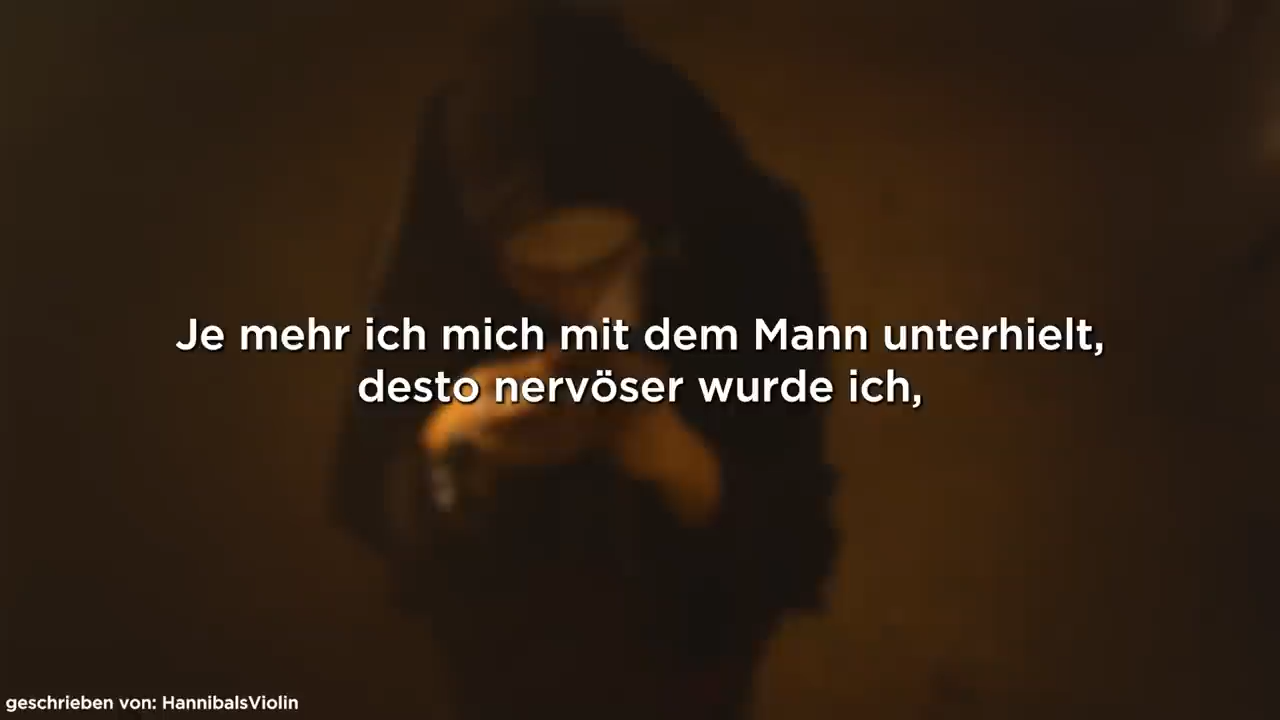 Je mehr ich mich mit dem Mann unterhielt,
desto nervöser wurde ich,
geschrieben von: HannibalsViolin